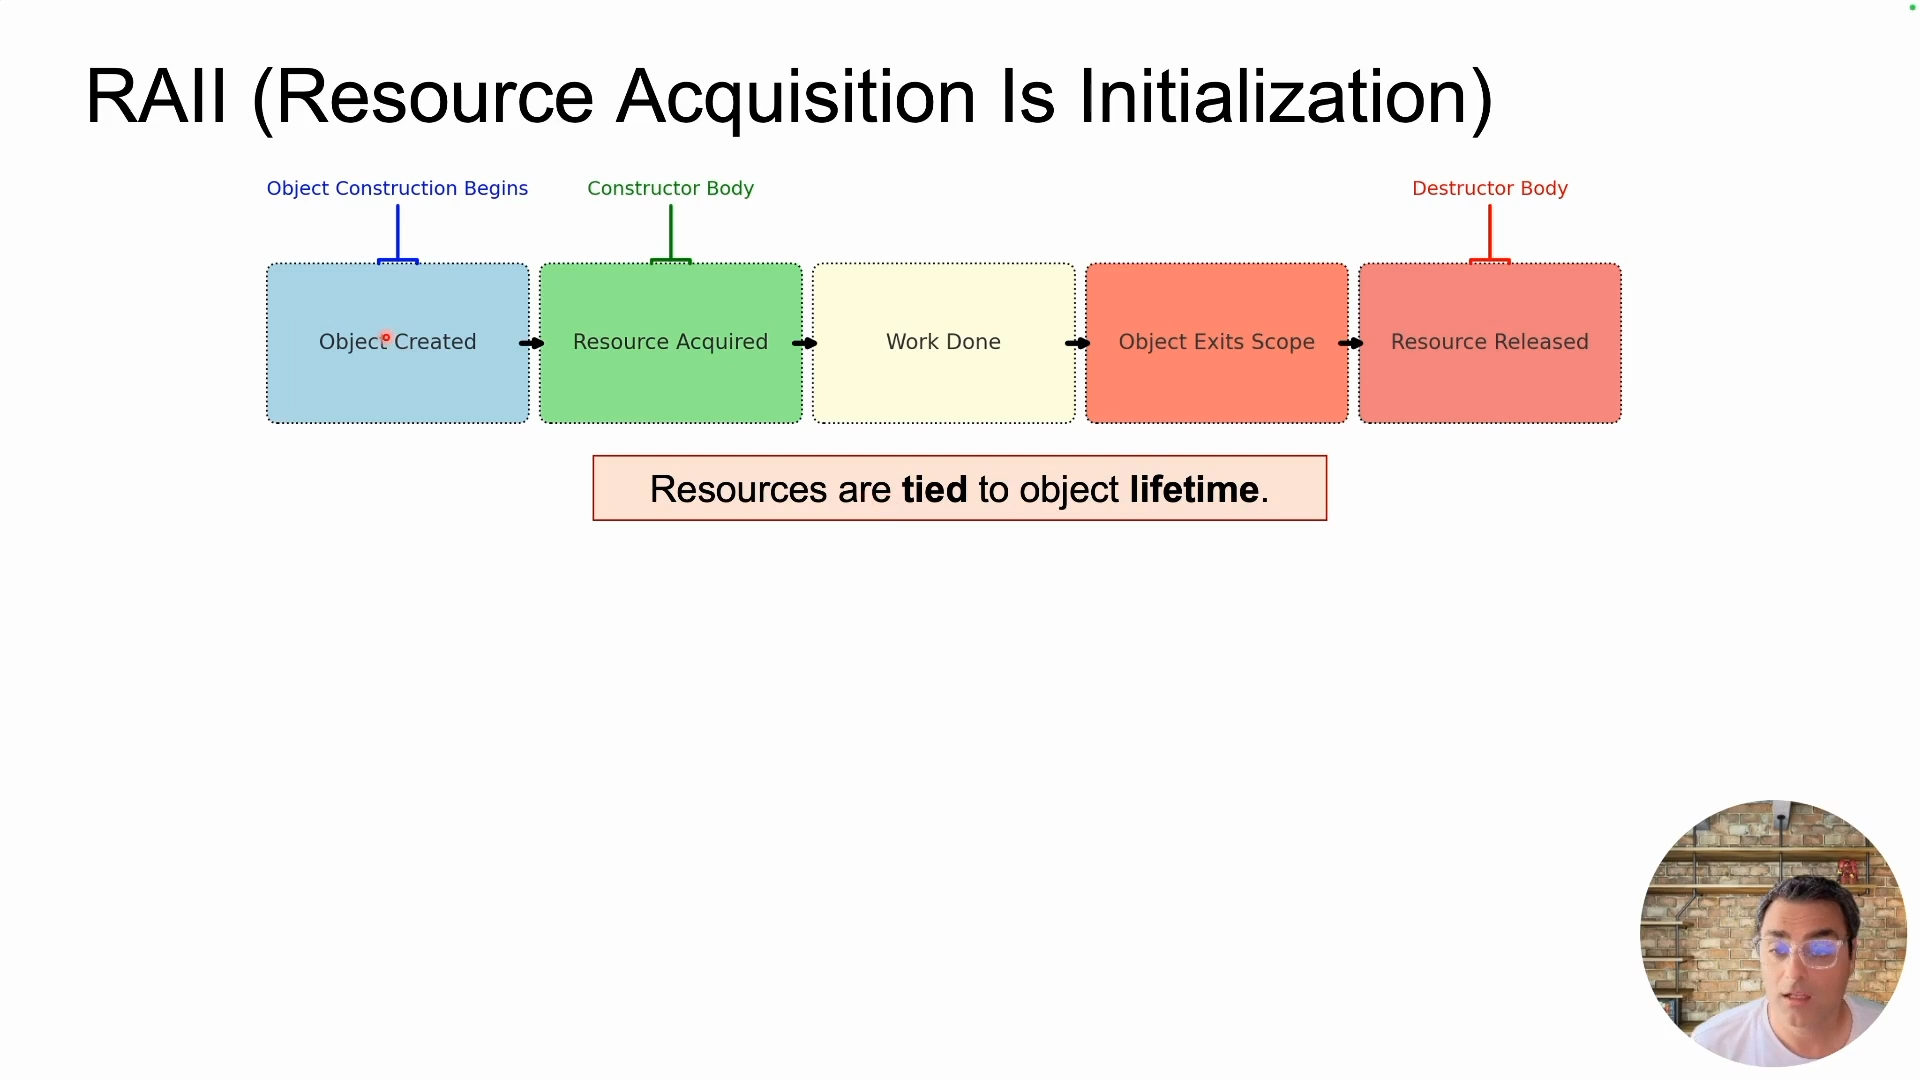 RAII (Resource Acquisition Is Initialization)
Object Construction Begins
Constructor Body
Destructor Body
Object Created
Resource Acquired
Work Done
Object Exits Scope
Resource Released
Resources are tied to object lifetime.